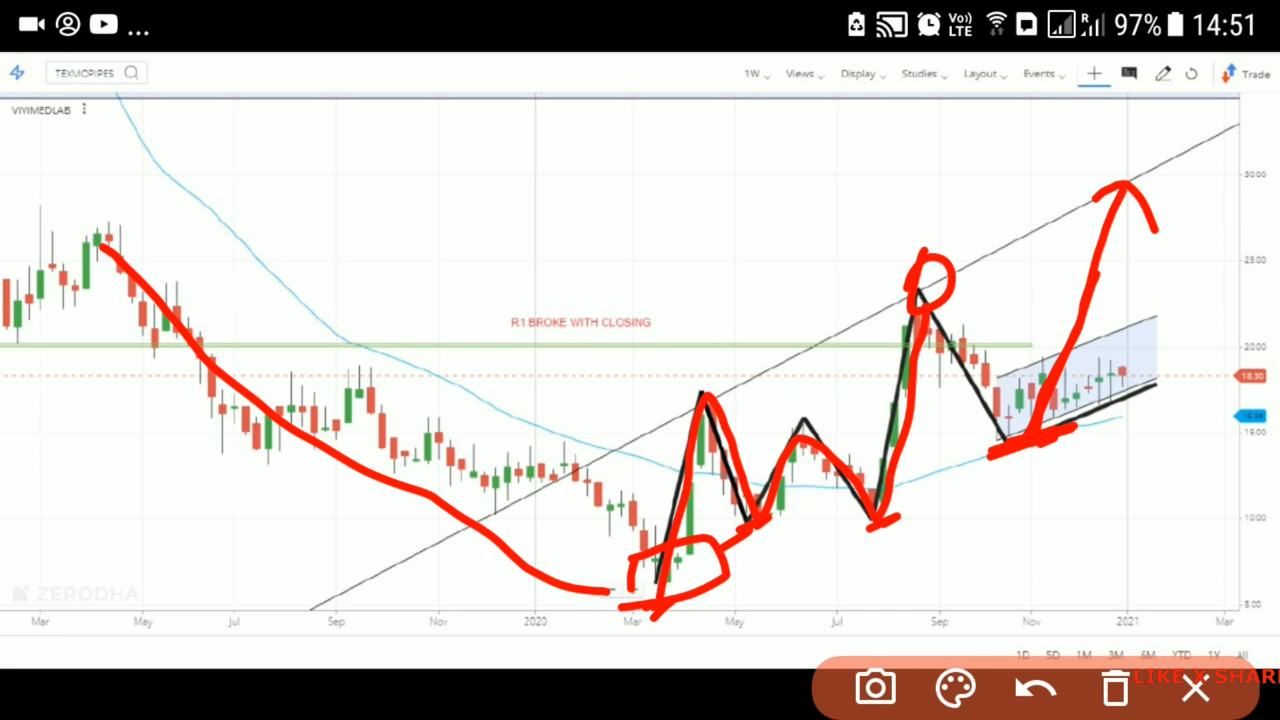 ... Vo) LTE R 97% 14:51
TEXMOPIPES 1W Views Display Studies Layout Events Trade
VIVIMEDLAB
30.00
25.00
R1 BROKE WITH CLOSING
20.00
18.30
15.00
10.00
ZERODHA
5.00
Mar May Jul Sep Nov 2020 Mar May Jul Sep Nov 2021 Mar
1D 5D 1M 3M 6M YTD 1Y All
LIKE X SHAR